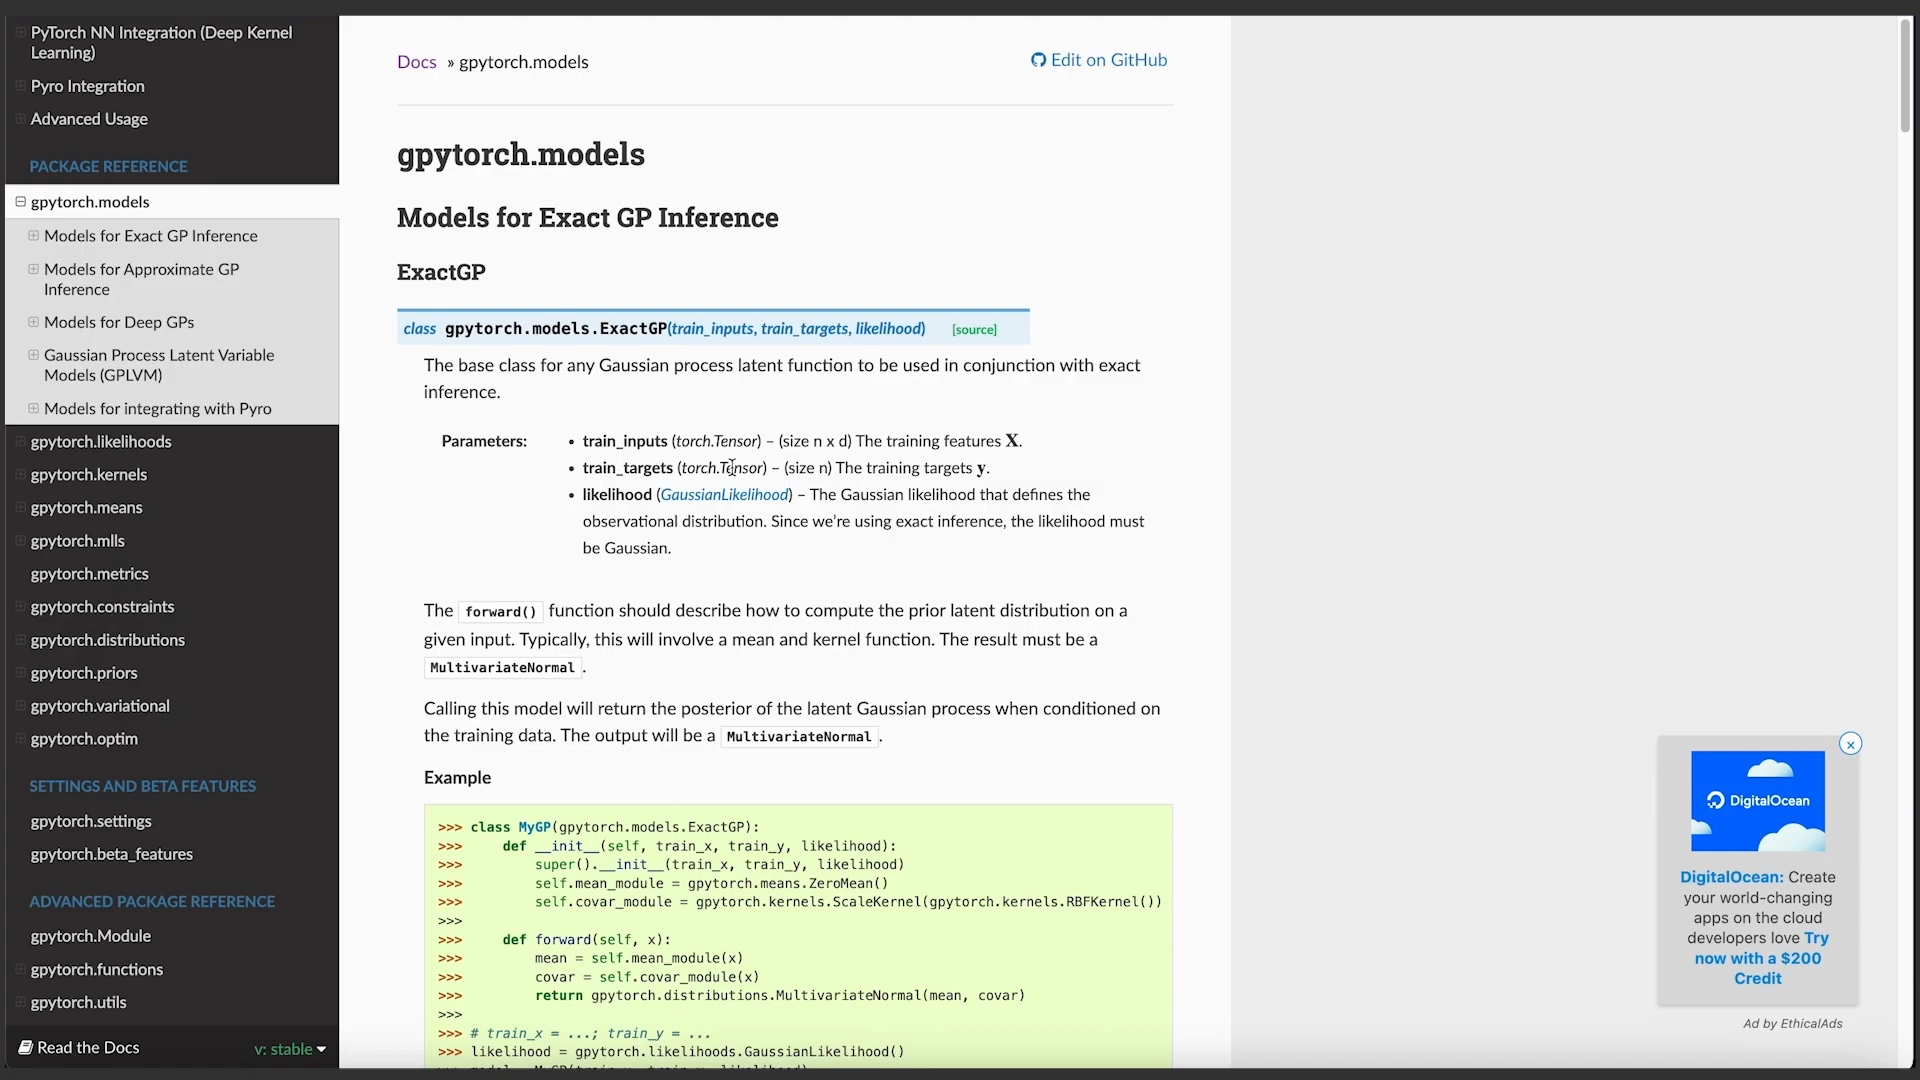 PyTorch NN Integration (Deep Kernel
Learning)
Pyro Integration
Advanced Usage
PACKAGE REFERENCE
gpytorch.models
Models for Exact GP Inference
Models for Approximate GP
Inference
Models for Deep GPs
Gaussian Process Latent Variable
Models (GPLVM)
Models for integrating with Pyro
gpytorch.likelihoods
gpytorch.kernels
gpytorch.means
gpytorch.mlls
gpytorch.metrics
gpytorch.constraints
gpytorch.distributions
gpytorch.priors
gpytorch.variational
gpytorch.optim
SETTINGS AND BETA FEATURES
gpytorch.settings
gpytorch.beta_features
ADVANCED PACKAGE REFERENCE
gpytorch.Module
gpytorch.functions
gpytorch.utils
Read the Docs
v: stable
Docs » gpytorch.models
Edit on GitHub
gpytorch.models
Models for Exact GP Inference
ExactGP
class gpytorch.models.ExactGP(train_inputs, train_targets, likelihood) [source]
The base class for any Gaussian process latent function to be used in conjunction with exact
inference.
Parameters:
• train_inputs (torch.Tensor) – (size n x d) The training features X.
• train_targets (torch.Tensor) – (size n) The training targets y.
• likelihood (GaussianLikelihood) – The Gaussian likelihood that defines the
observational distribution. Since we're using exact inference, the likelihood must
be Gaussian.
The forward() function should describe how to compute the prior latent distribution on a
given input. Typically, this will involve a mean and kernel function. The result must be a
MultivariateNormal .
Calling this model will return the posterior of the latent Gaussian process when conditioned on
the training data. The output will be a MultivariateNormal .
Example
>>> class MyGP(gpytorch.models.ExactGP):
>>>     def __init__(self, train_x, train_y, likelihood):
>>>         super().__init__(train_x, train_y, likelihood)
>>>         self.mean_module = gpytorch.means.ZeroMean()
>>>         self.covar_module = gpytorch.kernels.ScaleKernel(gpytorch.kernels.RBFKernel())
>>>
>>>     def forward(self, x):
>>>         mean = self.mean_module(x)
>>>         covar = self.covar_module(x)
>>>         return gpytorch.distributions.MultivariateNormal(mean, covar)
>>>
>>> # train_x = ...; train_y = ...
>>> likelihood = gpytorch.likelihoods.GaussianLikelihood()
DigitalOcean
DigitalOcean: Create
your world-changing
apps on the cloud
developers love Try
now with a $200
Credit
Ad by EthicalAds